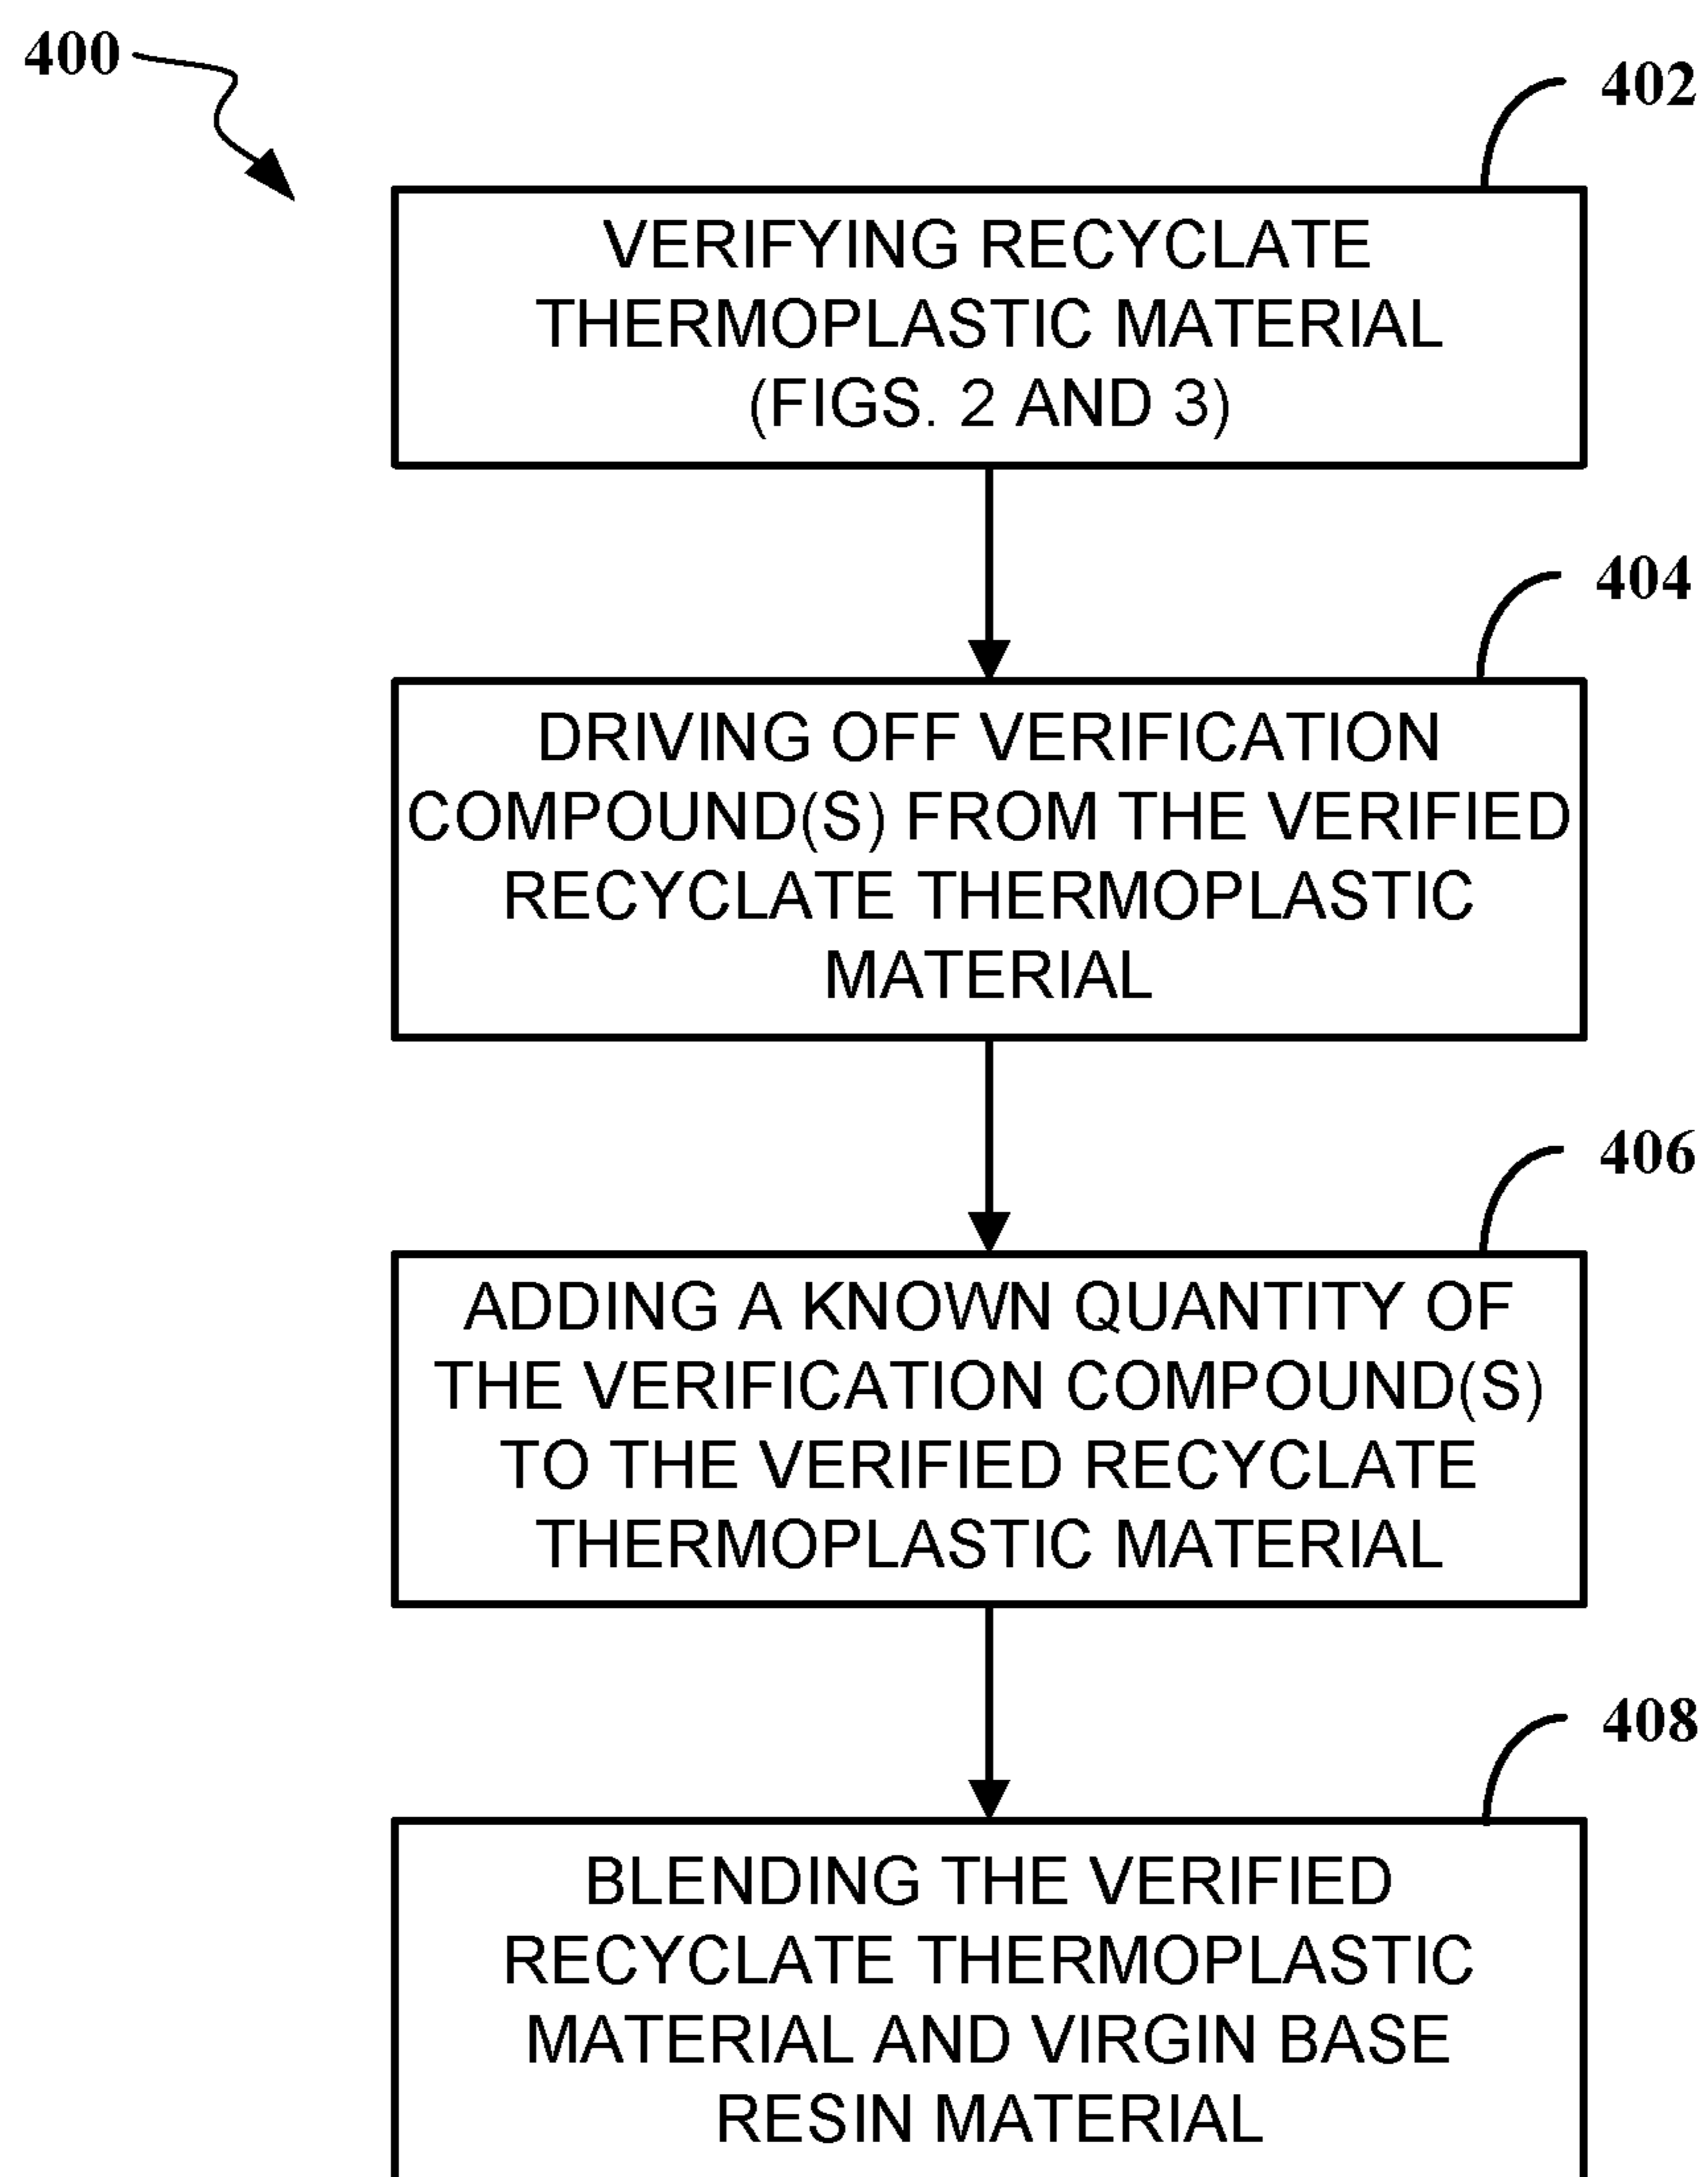 400
402
VERIFYING RECYCLATE
THERMOPLASTIC MATERIAL
(FIGS. 2 AND 3)
404
DRIVING OFF VERIFICATION
COMPOUND(S) FROM THE VERIFIED
RECYCLATE THERMOPLASTIC
MATERIAL
406
ADDING A KNOWN QUANTITY OF
THE VERIFICATION COMPOUND(S)
TO THE VERIFIED RECYCLATE
THERMOPLASTIC MATERIAL
408
BLENDING THE VERIFIED
RECYCLATE THERMOPLASTIC
MATERIAL AND VIRGIN BASE
RESIN MATERIAL